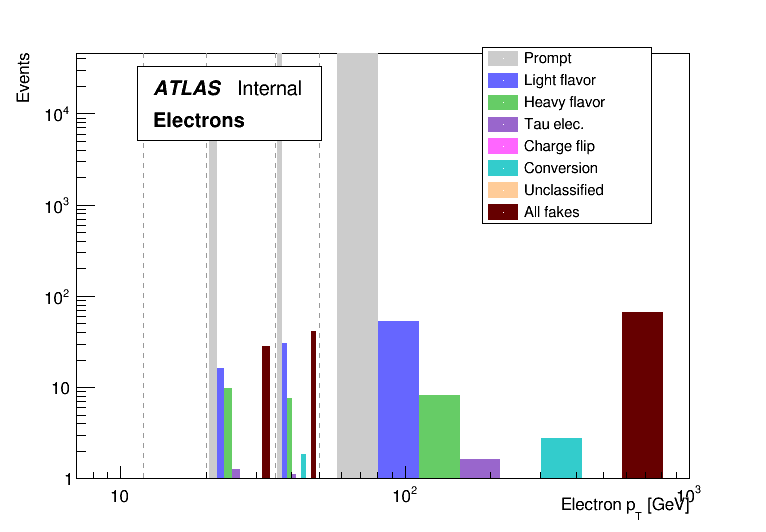 Events
ATLAS Internal
Electrons
Prompt
Light flavor
Heavy flavor
Tau elec.
Charge flip
Conversion
Unclassified
All fakes
10⁴
10³
10²
10
1
10
10²
10³
Electron p_T [GeV]